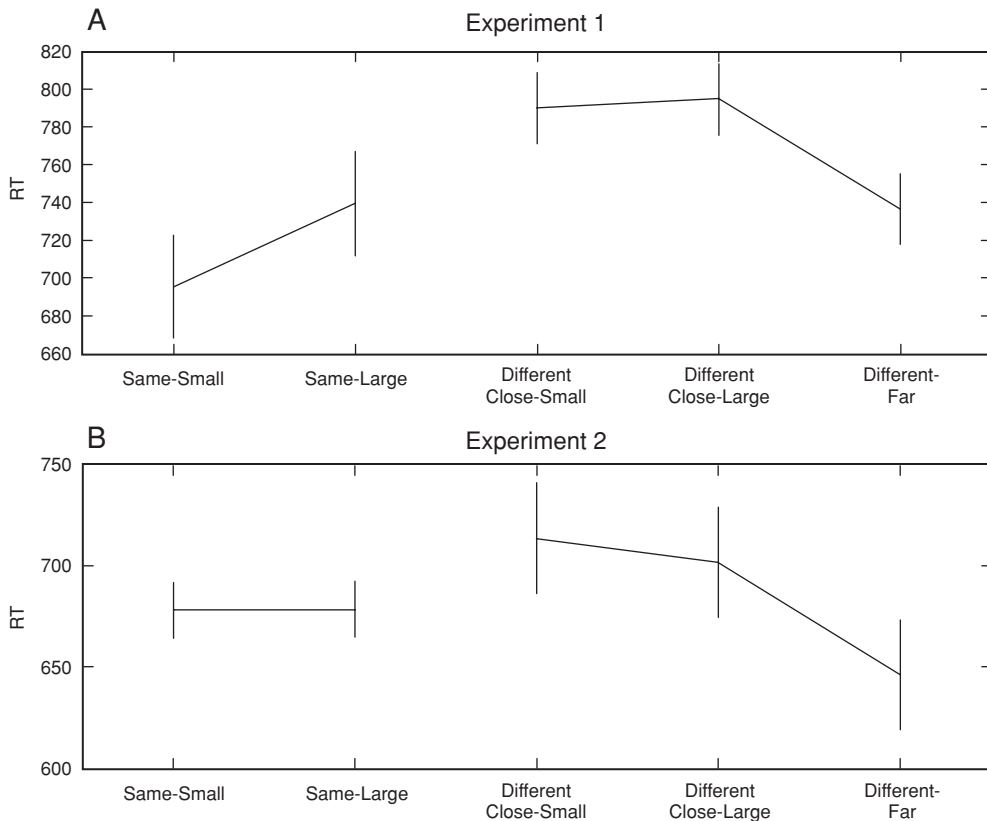 A
Experiment 1
820
800
780
760
740
720
700
680
660
RT
Same-Small
Same-Large
Different
Close-Small
Different
Close-Large
Different-
Far
B
Experiment 2
750
700
650
600
RT
Same-Small
Same-Large
Different
Close-Small
Different
Close-Large
Different-
Far